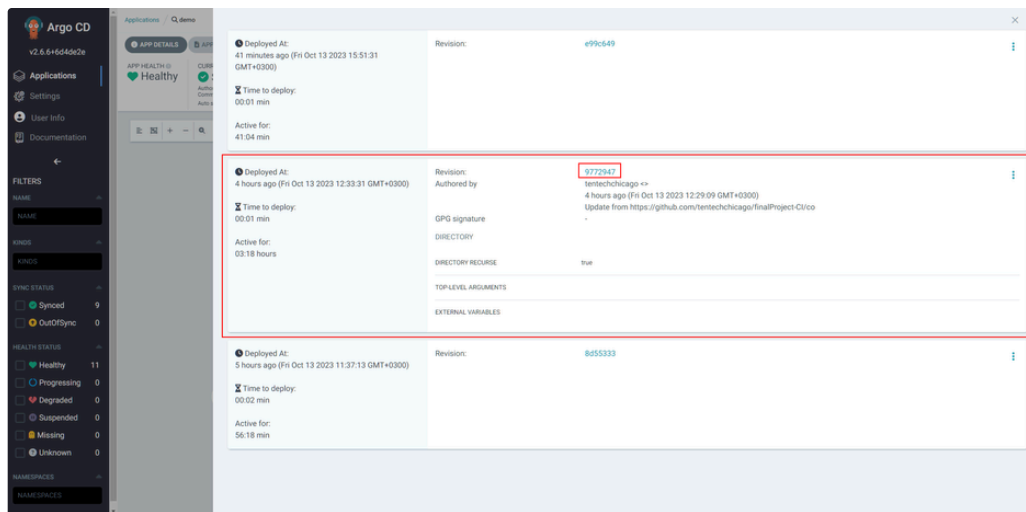 Argo CD
v2.6.6+6d4de2e
Applications
Settings
User Info
Documentation
FILTERS
NAME
NAME
KINDS
KINDS
SYNC STATUS
Synced 9
OutOfSync 0
HEALTH STATUS
Healthy 11
Progressing 0
Degraded 0
Suspended 0
Missing 0
Unknown 0
NAMESPACES
NAMESPACES
Applications / demo
APP DETAILS
APP
APP HEALTH
Healthy
CURR
Autho
Comm
Auto s
Deployed At:
41 minutes ago (Fri Oct 13 2023 15:51:31
GMT+0300)
Time to deploy:
00:01 min
Active for:
41:04 min
Revision: e99c649
Deployed At:
4 hours ago (Fri Oct 13 2023 12:33:31 GMT+0300)
Time to deploy:
00:01 min
Active for:
03:18 hours
Revision: 9772947
Authored by tentechchicago <>
4 hours ago (Fri Oct 13 2023 12:29:09 GMT+0300)
Update from https://github.com/tentechchicago/finalProject-CI/co
GPG signature -
DIRECTORY
DIRECTORY RECURSE true
TOP-LEVEL ARGUMENTS
EXTERNAL VARIABLES
Deployed At:
5 hours ago (Fri Oct 13 2023 11:37:13 GMT+0300)
Time to deploy:
00:02 min
Active for:
56:18 min
Revision: 8d55333